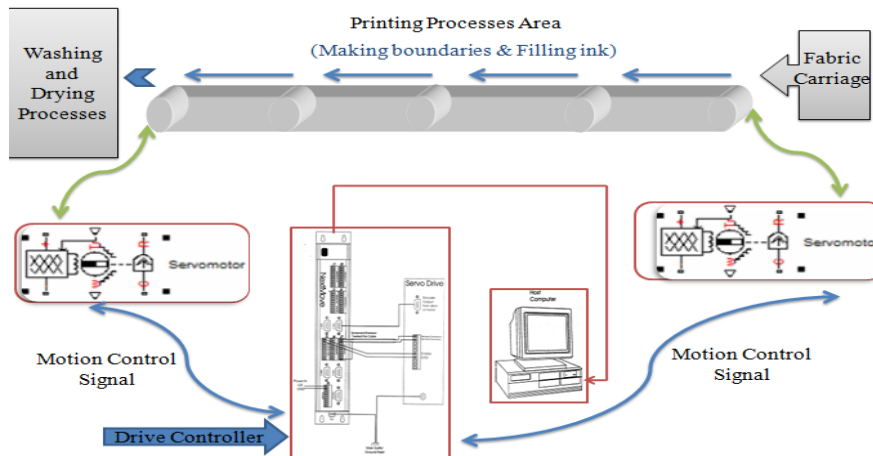 Printing Processes Area
(Making boundaries & Filling ink)
Washing
and
Drying
Processes
Fabric
Carriage
Servomotor
Servomotor
NextMove
Servo Drive
Host
Computer
Motion Control
Signal
Motion Control
Signal
Drive Controller